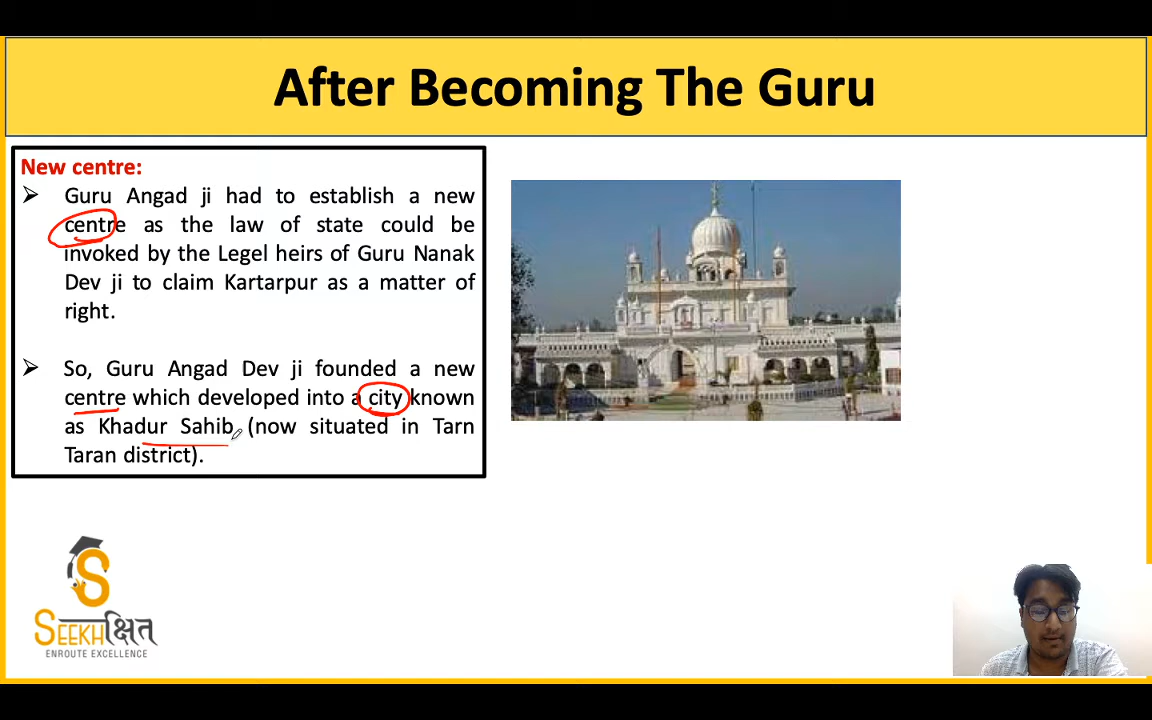 After Becoming The Guru
New centre:
➢ Guru Angad ji had to establish a new
centre as the law of state could be
invoked by the Legel heirs of Guru Nanak
Dev ji to claim Kartarpur as a matter of
right.
➢ So, Guru Angad Dev ji founded a new
centre which developed into a city known
as Khadur Sahib (now situated in Tarn
Taran district).
S
SEEKHक्षित
ENROUTE EXCELLENCE